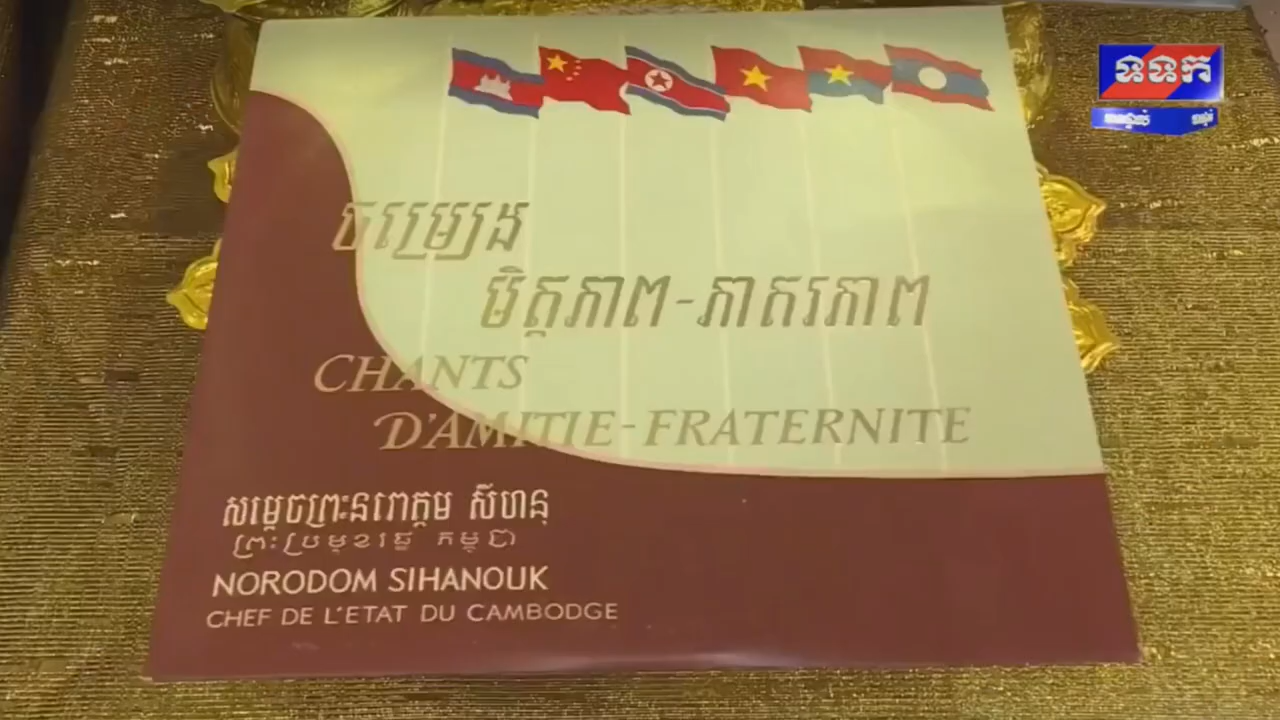 ទទក
ចម្រៀង
មិត្តភាព-ភាតរភាព
CHANTS
D'AMITIE-FRATERNITE
សម្តេចព្រះនរោត្តម សីហនុ
ព្រះប្រមុខរដ្ឋ កម្ពុជា
NORODOM SIHANOUK
CHEF DE L'ETAT DU CAMBODGE